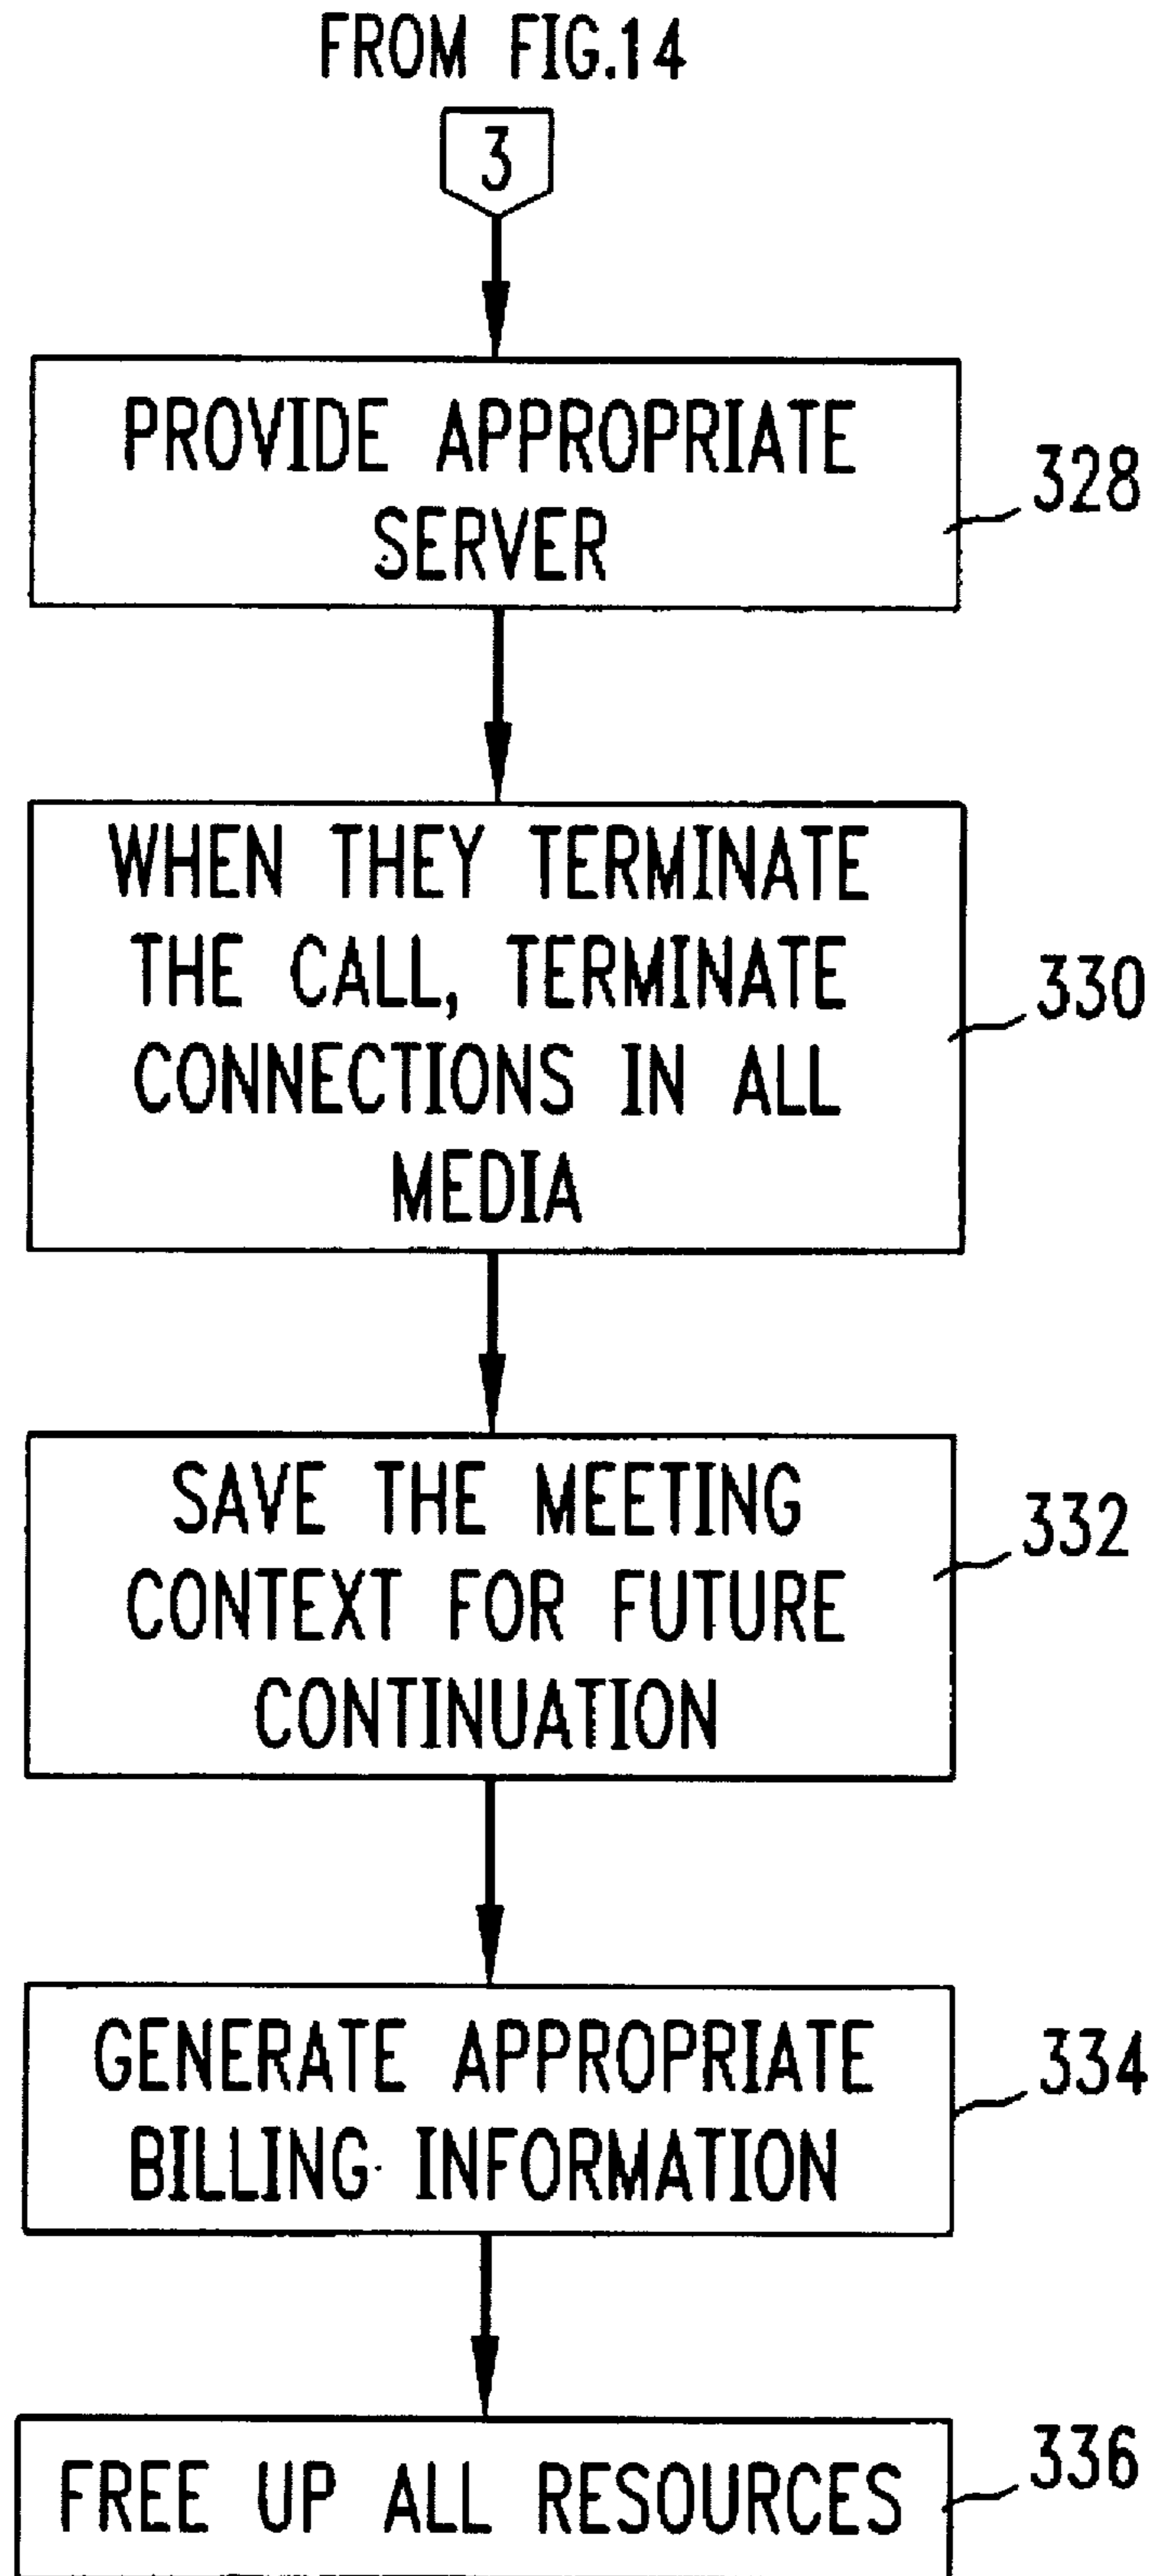 FROM FIG.14
3
PROVIDE APPROPRIATE
SERVER
328
WHEN THEY TERMINATE
THE CALL, TERMINATE
CONNECTIONS IN ALL
MEDIA
330
SAVE THE MEETING
CONTEXT FOR FUTURE
CONTINUATION
332
GENERATE APPROPRIATE
BILLING INFORMATION
334
FREE UP ALL RESOURCES
336